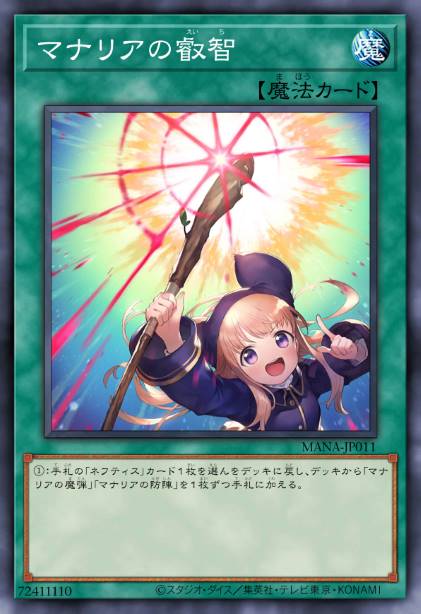 マナリアの叡智
魔
【魔法カード】
MANA-JP011
①:手札の「ネフティス」カード1枚を選んをデッキに戻し、デッキから「マナ
リアの魔弾」「マナリアの防陣」を1枚ずつ手札に加える。
72411110
©スタジオ・ダイス/集英社・テレビ東京・KONAMI